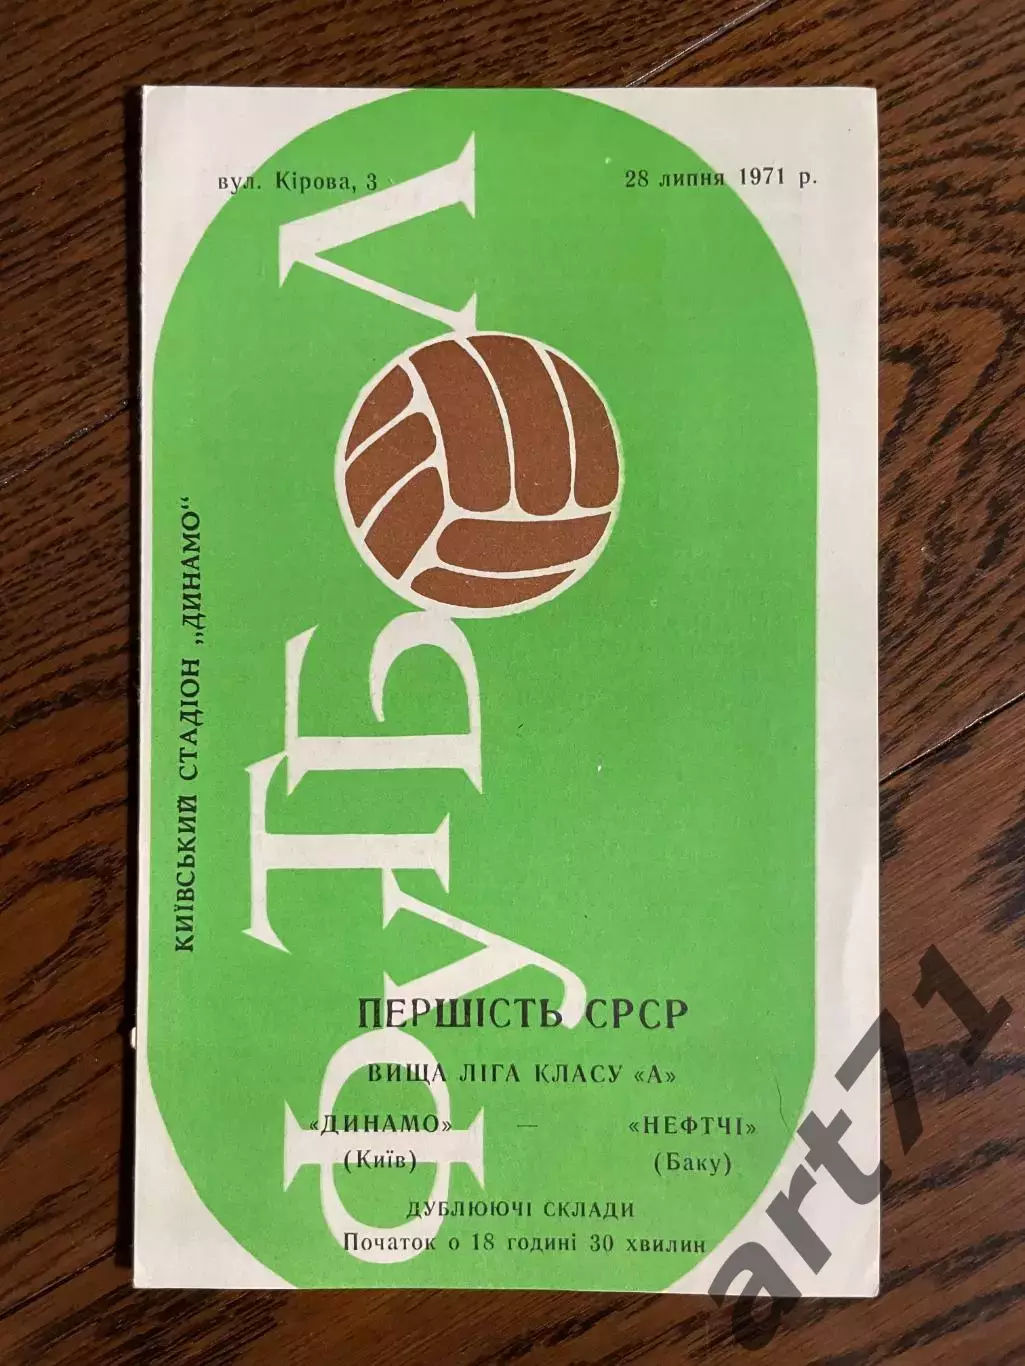 вул. Кірова, 3
28 липня 1971 р.
ФУТБОЛ
КИЇВСЬКИЙ СТАДІОН „ДИНАМО“
ПЕРШІСТЬ СРСР
ВИЩА ЛІГА КЛАСУ «А»
«ДИНАМО» — «НЕФТЧІ»
(Київ) (Баку)
ДУБЛЮЮЧІ СКЛАДИ
Початок о 18 годині 30 хвилин
art71